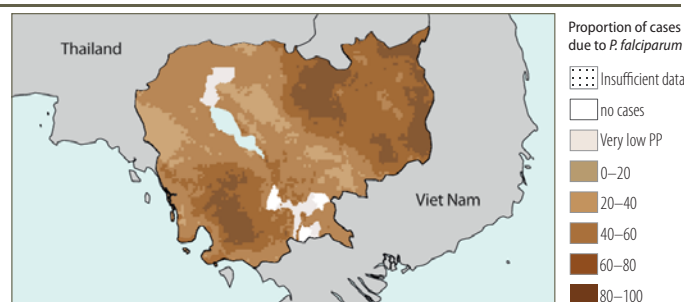 Thailand
Viet Nam
Proportion of cases
due to P. falciparum
Insufficient data
no cases
Very low PP
0–20
20–40
40–60
60–80
80–100